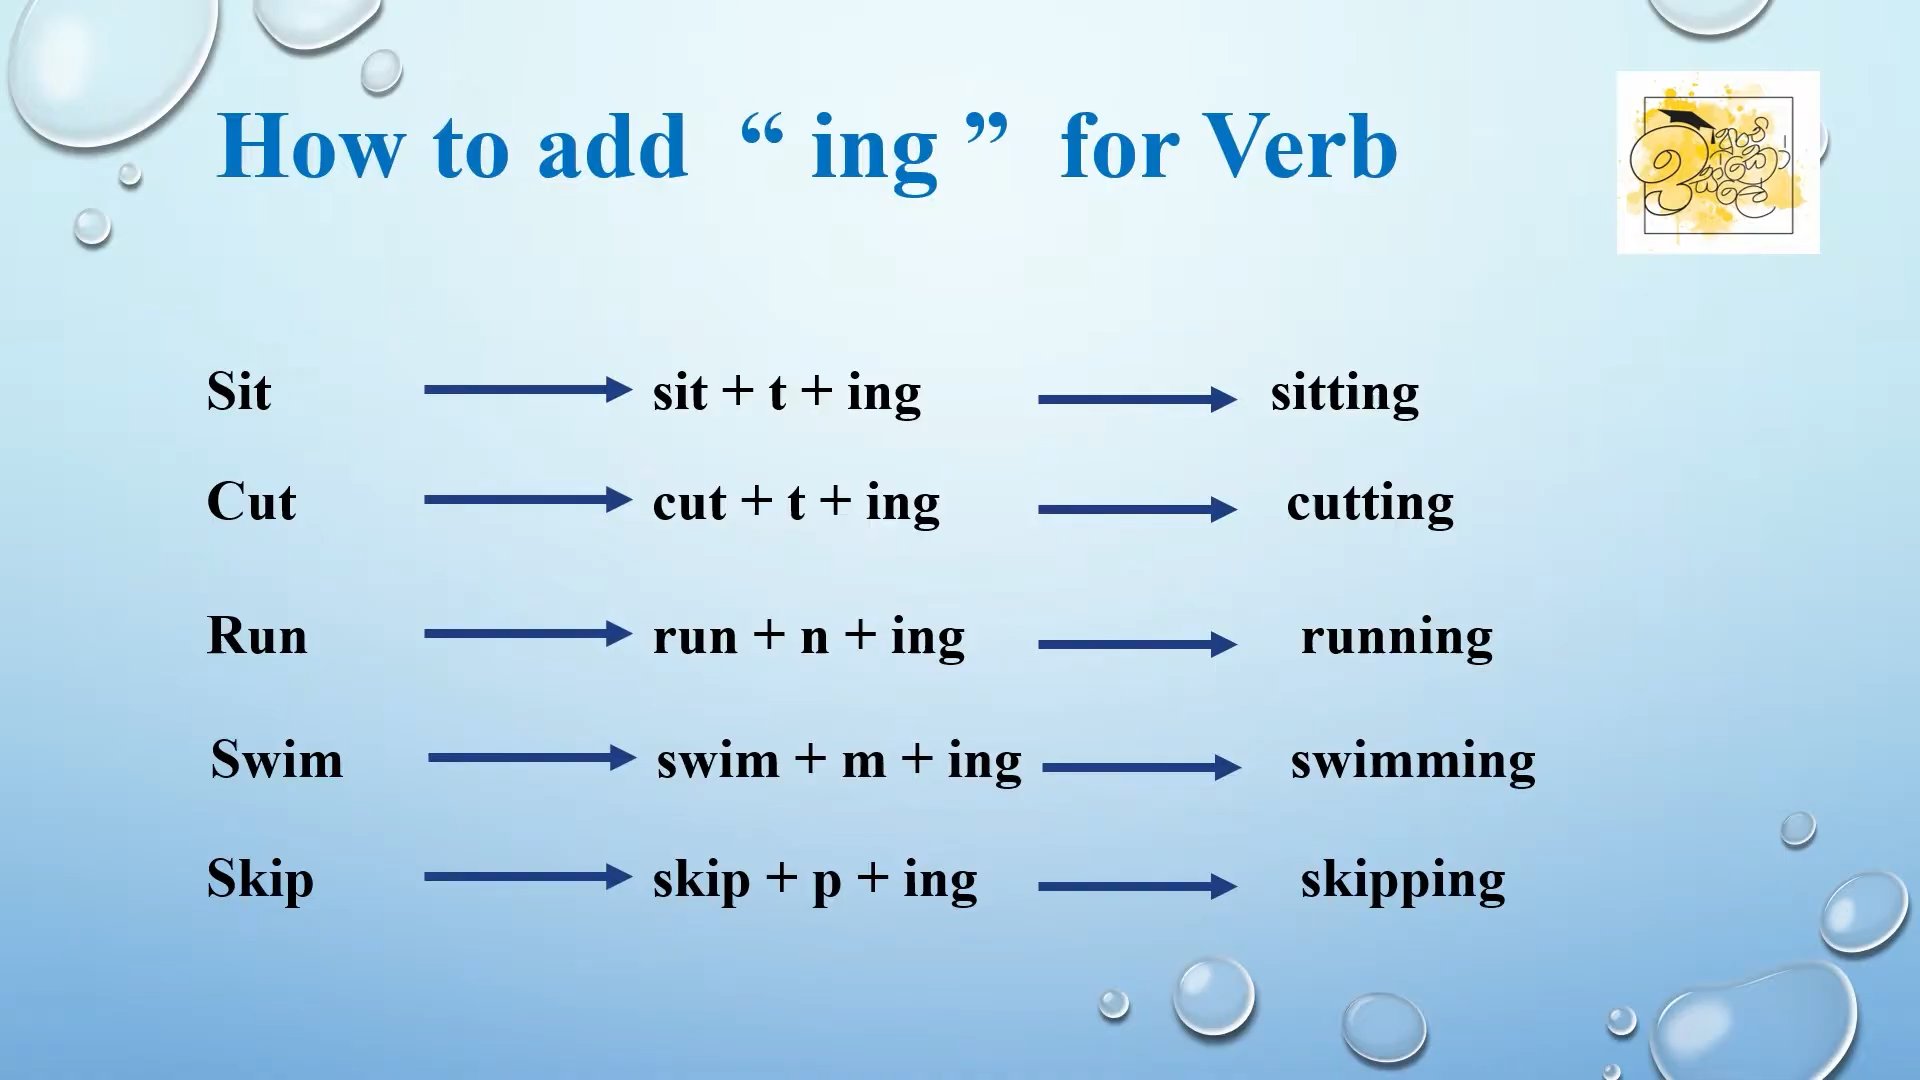 How to add “ ing ” for Verb
Sit sit + t + ing sitting
Cut cut + t + ing cutting
Run run + n + ing running
Swim swim + m + ing swimming
Skip skip + p + ing skipping